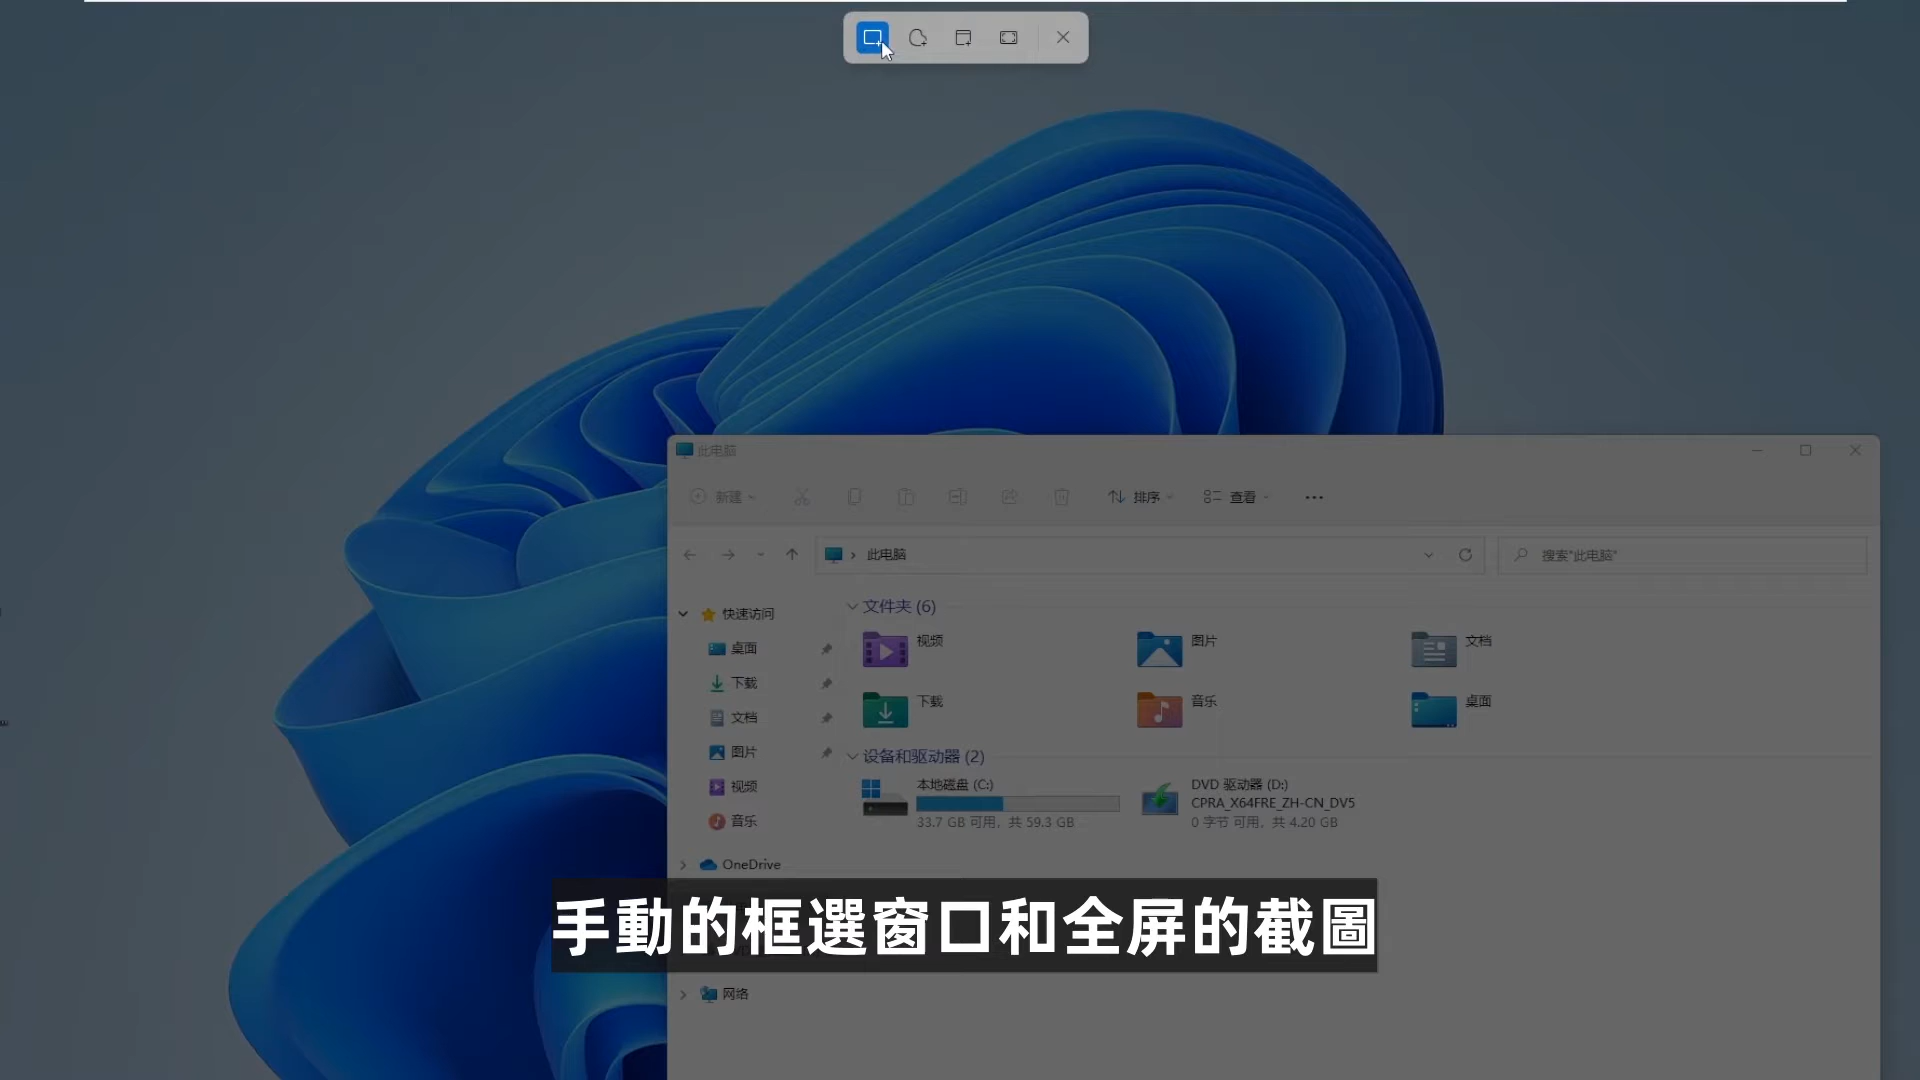 此电脑
新建
排序
查看
此电脑
搜索"此电脑"
快速访问
桌面
下载
文档
图片
视频
音乐
OneDrive
网络
文件夹 (6)
视频
图片
文档
下载
音乐
桌面
设备和驱动器 (2)
本地磁盘 (C:)
33.7 GB 可用，共 59.3 GB
DVD 驱动器 (D:)
CPRA_X64FRE_ZH-CN_DV5
0 字节 可用，共 4.20 GB
手動的框選窗口和全屏的截圖